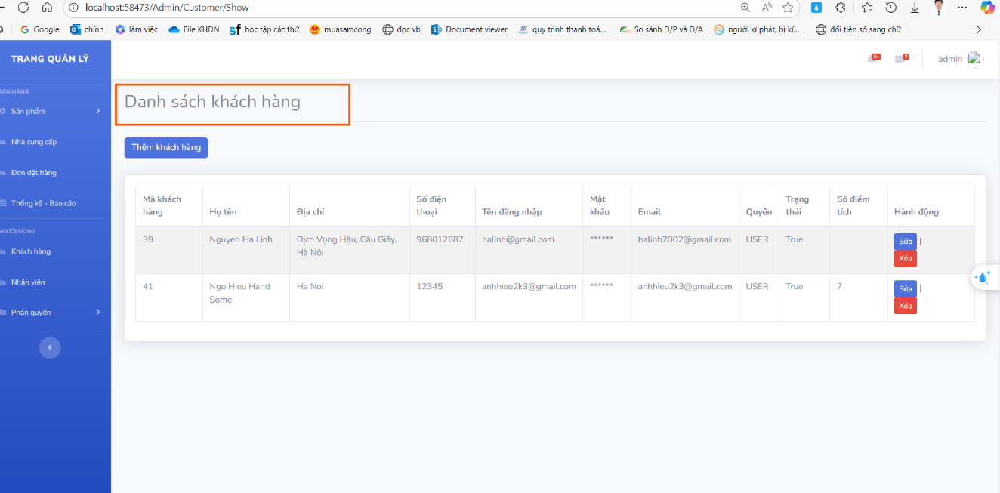 localhost:58473/Admin/Customer/Show
Google chính làm việc File KHDN học tập các thứ muasamcong đọc vb Document viewer quy trình thanh toá... So sánh D/P và D/A người kí phát, bị kí... đổi tiền số sang chữ
TRANG QUẢN LÝ
3+ 7 admin
BÁN HÀNG
Sản phẩm
Nhà cung cấp
Đơn đặt hàng
Thống kê - Báo cáo
NGƯỜI DÙNG
Khách hàng
Nhân viên
Phân quyền
Danh sách khách hàng
Thêm khách hàng
Mã khách hàng Họ tên Địa chỉ Số điện thoại Tên đăng nhập Mật khẩu Email Quyền Trạng thái Số điểm tích Hành động
39 Nguyen Ha Linh Dịch Vọng Hậu, Cầu Giấy, Hà Nội 968012687 halinh@gmail.com ****** halinh2002@gmail.com USER True Sửa | Xóa
41 Ngo Hieu Hand Some Ha Noi 12345 anhhieu2k3@gmail.com ****** anhhieu2k3@gmail.com USER True 7 Sửa | Xóa